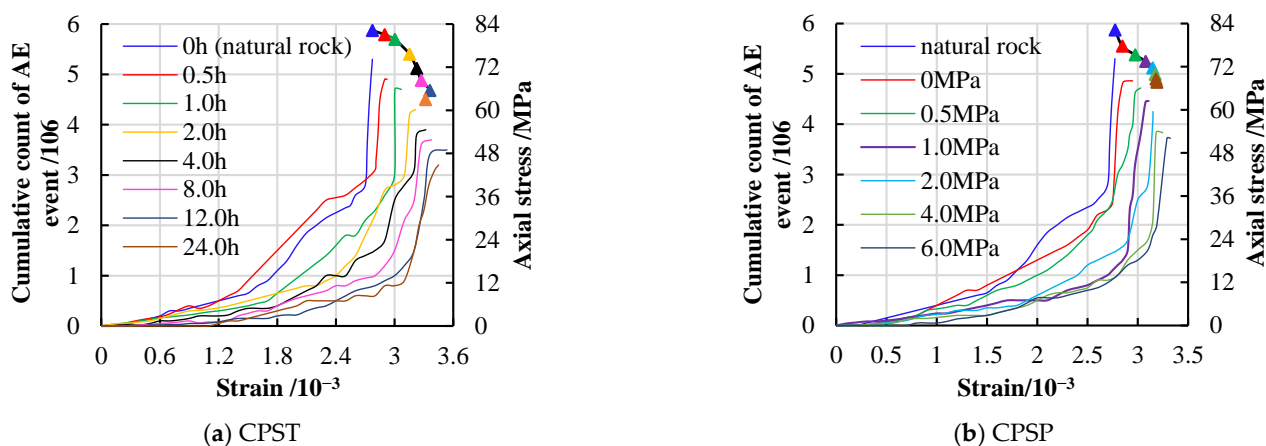 Cumulative count of AE
event /106
6
5
4
3
2
1
0
0h (natural rock)
0.5h
1.0h
2.0h
4.0h
8.0h
12.0h
24.0h
84
72
60
48
36
24
12
0
Axial stress /MPa
0 0.6 1.2 1.8 2.4 3 3.6
Strain /10⁻³
(a) CPST
Cumulative count of AE
event /106
6
5
4
3
2
1
0
natural rock
0MPa
0.5MPa
1.0MPa
2.0MPa
4.0MPa
6.0MPa
84
72
60
48
36
24
12
0
Axial stress /MPa
0 0.5 1 1.5 2 2.5 3 3.5
Strain/10⁻³
(b) CPSP